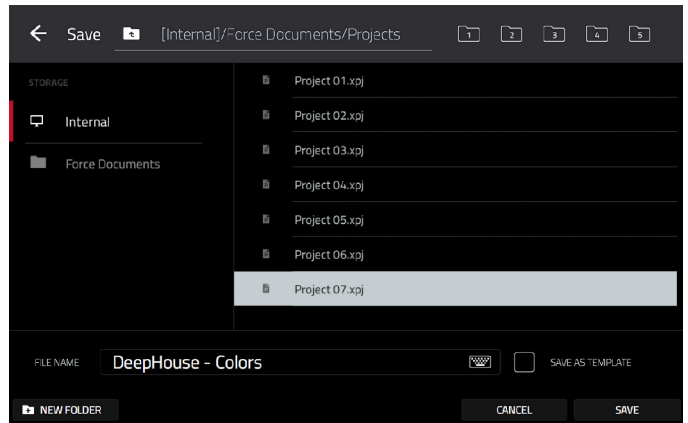 Save [Internal]/Force Documents/Projects 1 2 3 4 5
STORAGE
Internal
Force Documents
Project 01.xpj
Project 02.xpj
Project 03.xpj
Project 04.xpj
Project 05.xpj
Project 06.xpj
Project 07.xpj
FILE NAME DeepHouse - Colors SAVE AS TEMPLATE
NEW FOLDER CANCEL SAVE